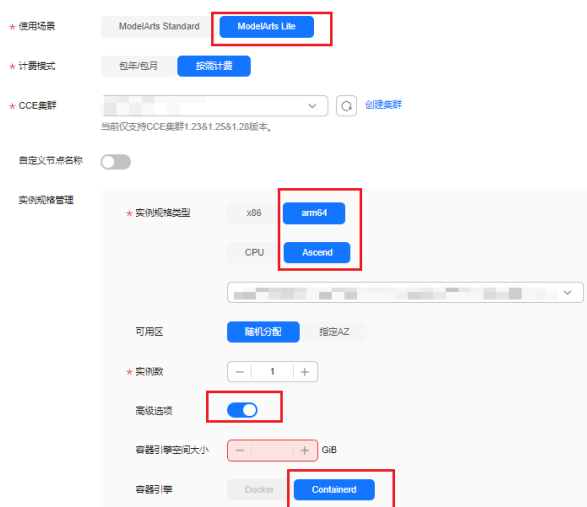 * 使用场景 ModelArts Standard ModelArts Lite
* 计费模式 包年/包月 按需计费
* CCE集群 创建集群
当前仅支持CCE集群1.23&1.25&1.28版本。
自定义节点名称
实例规格管理
* 实例规格类型 x86 arm64
CPU Ascend
可用区 随机分配 指定AZ
* 实例数 − 1 +
高级选项
容器引擎空间大小 − + GiB
容器引擎 Docker Containerd